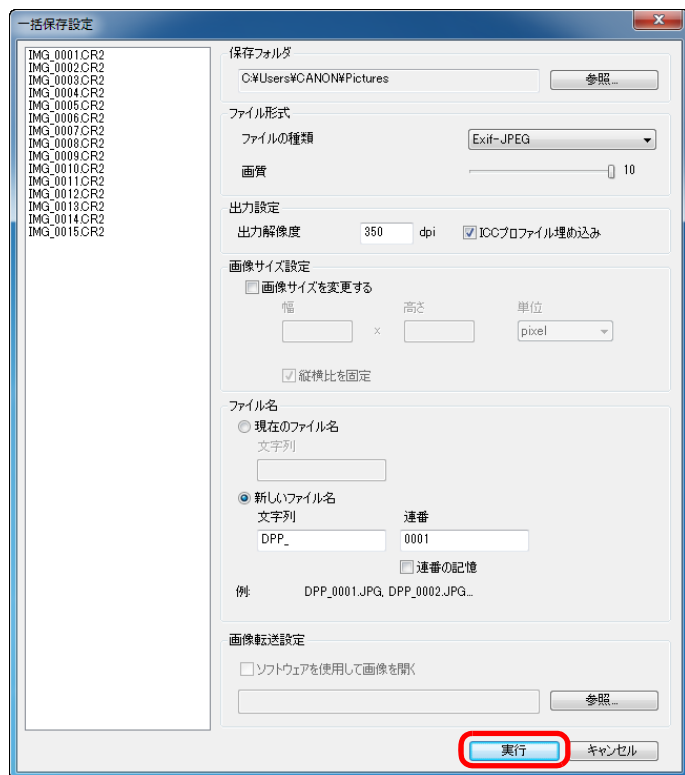 一括保存設定
IMG_0001.CR2
IMG_0002.CR2
IMG_0003.CR2
IMG_0004.CR2
IMG_0005.CR2
IMG_0006.CR2
IMG_0007.CR2
IMG_0008.CR2
IMG_0009.CR2
IMG_0010.CR2
IMG_0011.CR2
IMG_0012.CR2
IMG_0013.CR2
IMG_0014.CR2
IMG_0015.CR2
保存フォルダ
C:¥Users¥CANON¥Pictures 参照...
ファイル形式
ファイルの種類 Exif-JPEG
画質 10
出力設定
出力解像度 350 dpi ICCプロファイル埋め込み
画像サイズ設定
画像サイズを変更する
幅 高さ 単位
x pixel
縦横比を固定
ファイル名
現在のファイル名
文字列
新しいファイル名
文字列 連番
DPP_ 0001
連番の記憶
例: DPP_0001.JPG, DPP_0002.JPG...
画像転送設定
ソフトウェアを使用して画像を開く
参照...
実行 キャンセル